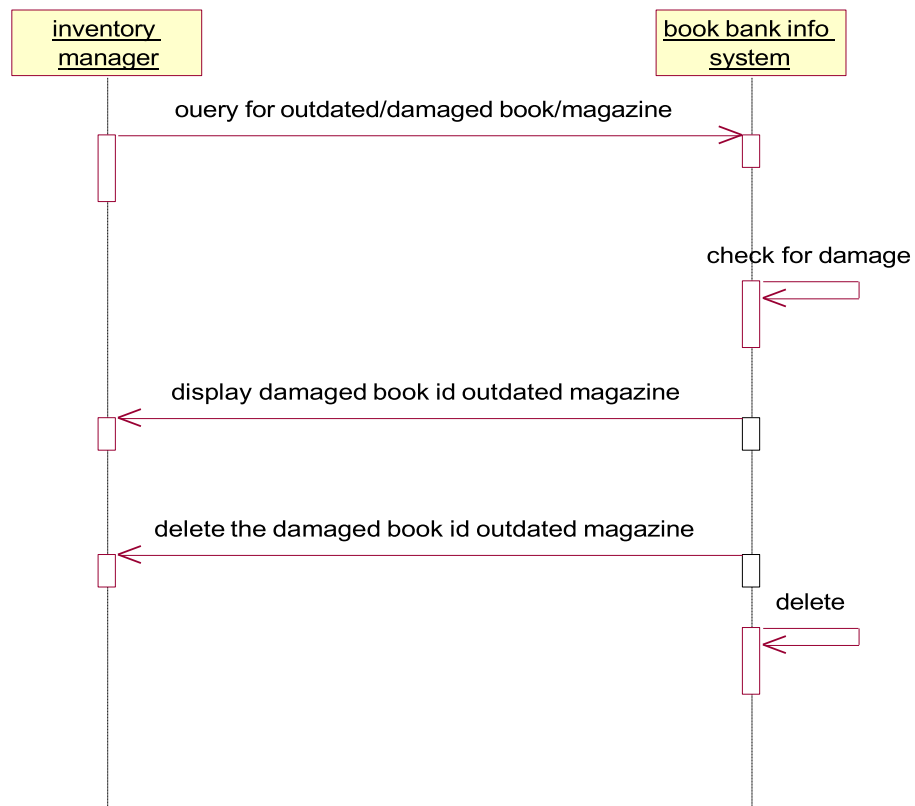 inventory
manager
book bank info
system
ouery for outdated/damaged book/magazine
check for damage
display damaged book id outdated magazine
delete the damaged book id outdated magazine
delete